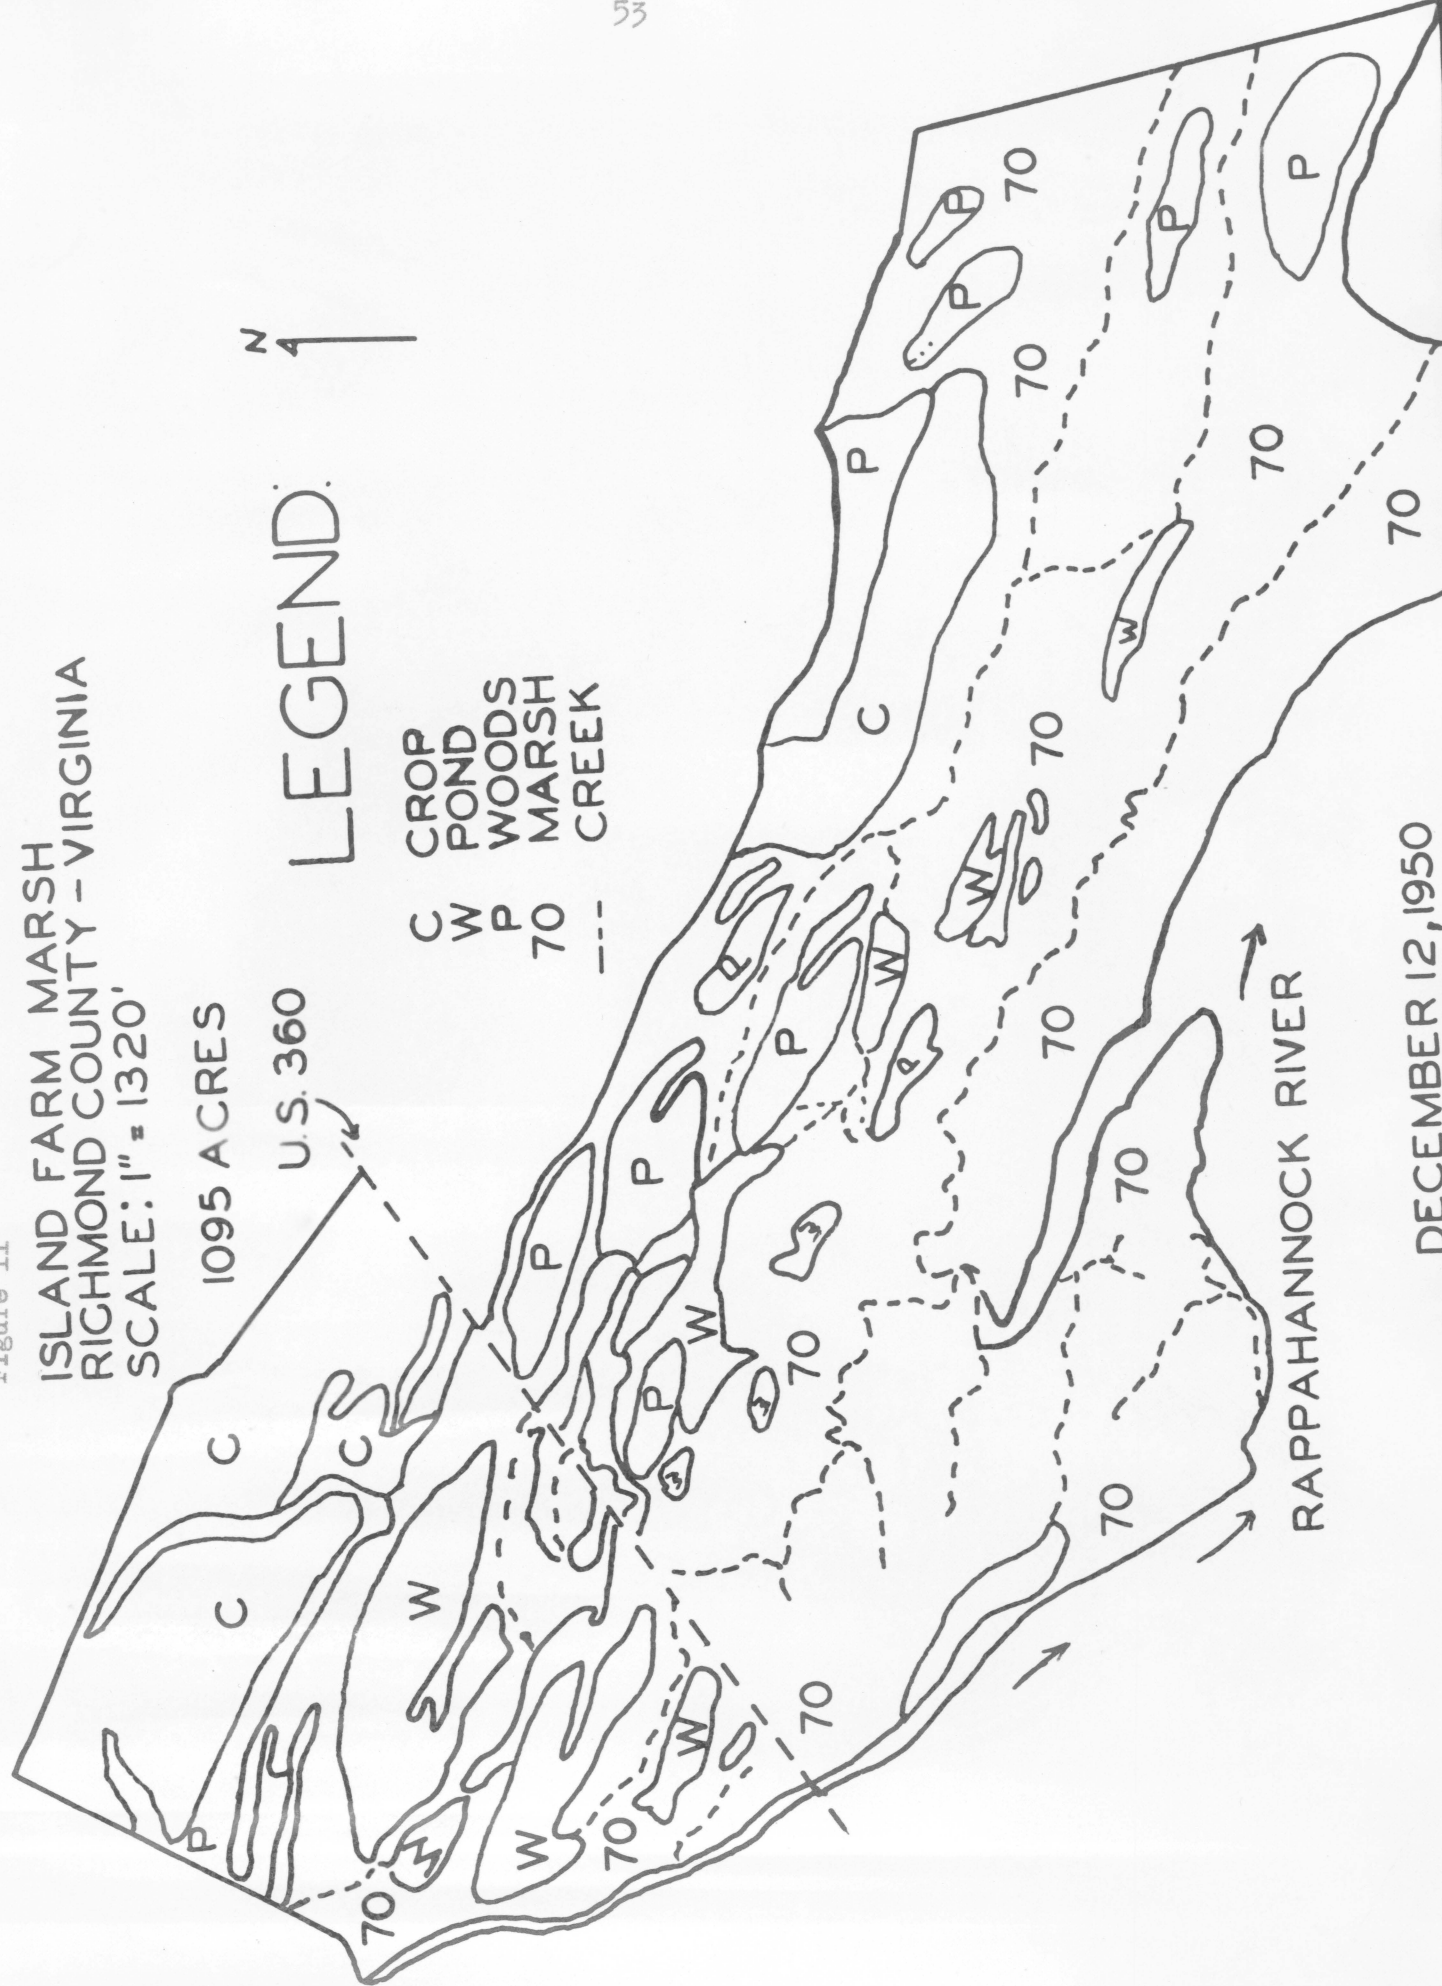 53
Figure 11
ISLAND FARM MARSH
RICHMOND COUNTY - VIRGINIA
SCALE: 1" = 1320'
1095 ACRES
U.S. 360
N
LEGEND
C CROP
W POND
P WOODS
70 MARSH
--- CREEK
C
C
C
P
W
W
W
W
70
70
70
P
P
P
W
W
W
W
70
P
P
P
W
W
70
70
70
70
C
P
W
70
70
70
70
70
P
P
P
P
RAPPAHANNOCK RIVER
DECEMBER 12, 1950